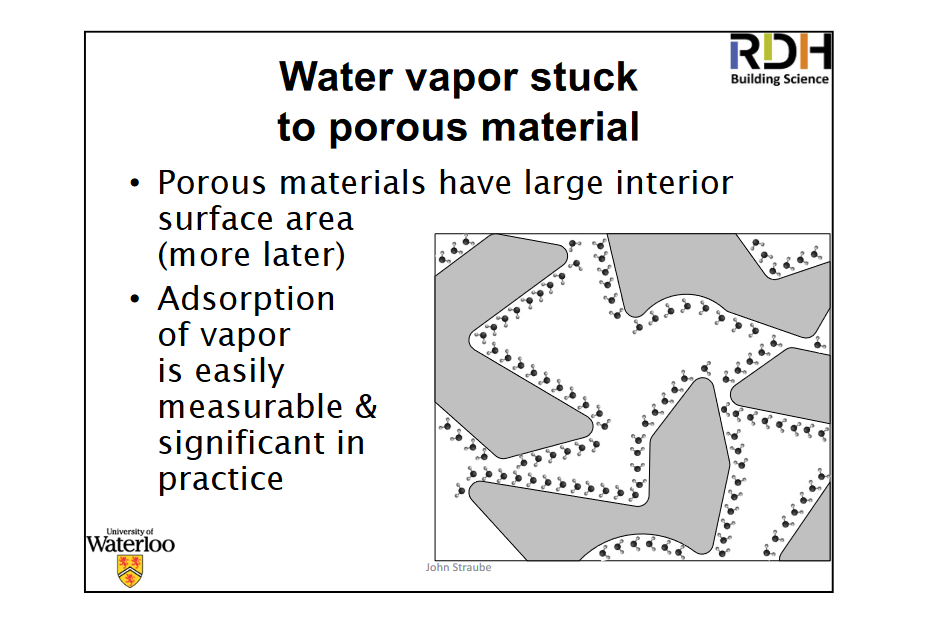 RDH
Building Science
Water vapor stuck
to porous material
• Porous materials have large interior
surface area
(more later)
• Adsorption
of vapor
is easily
measurable &
significant in
practice
University of
Waterloo
John Straube